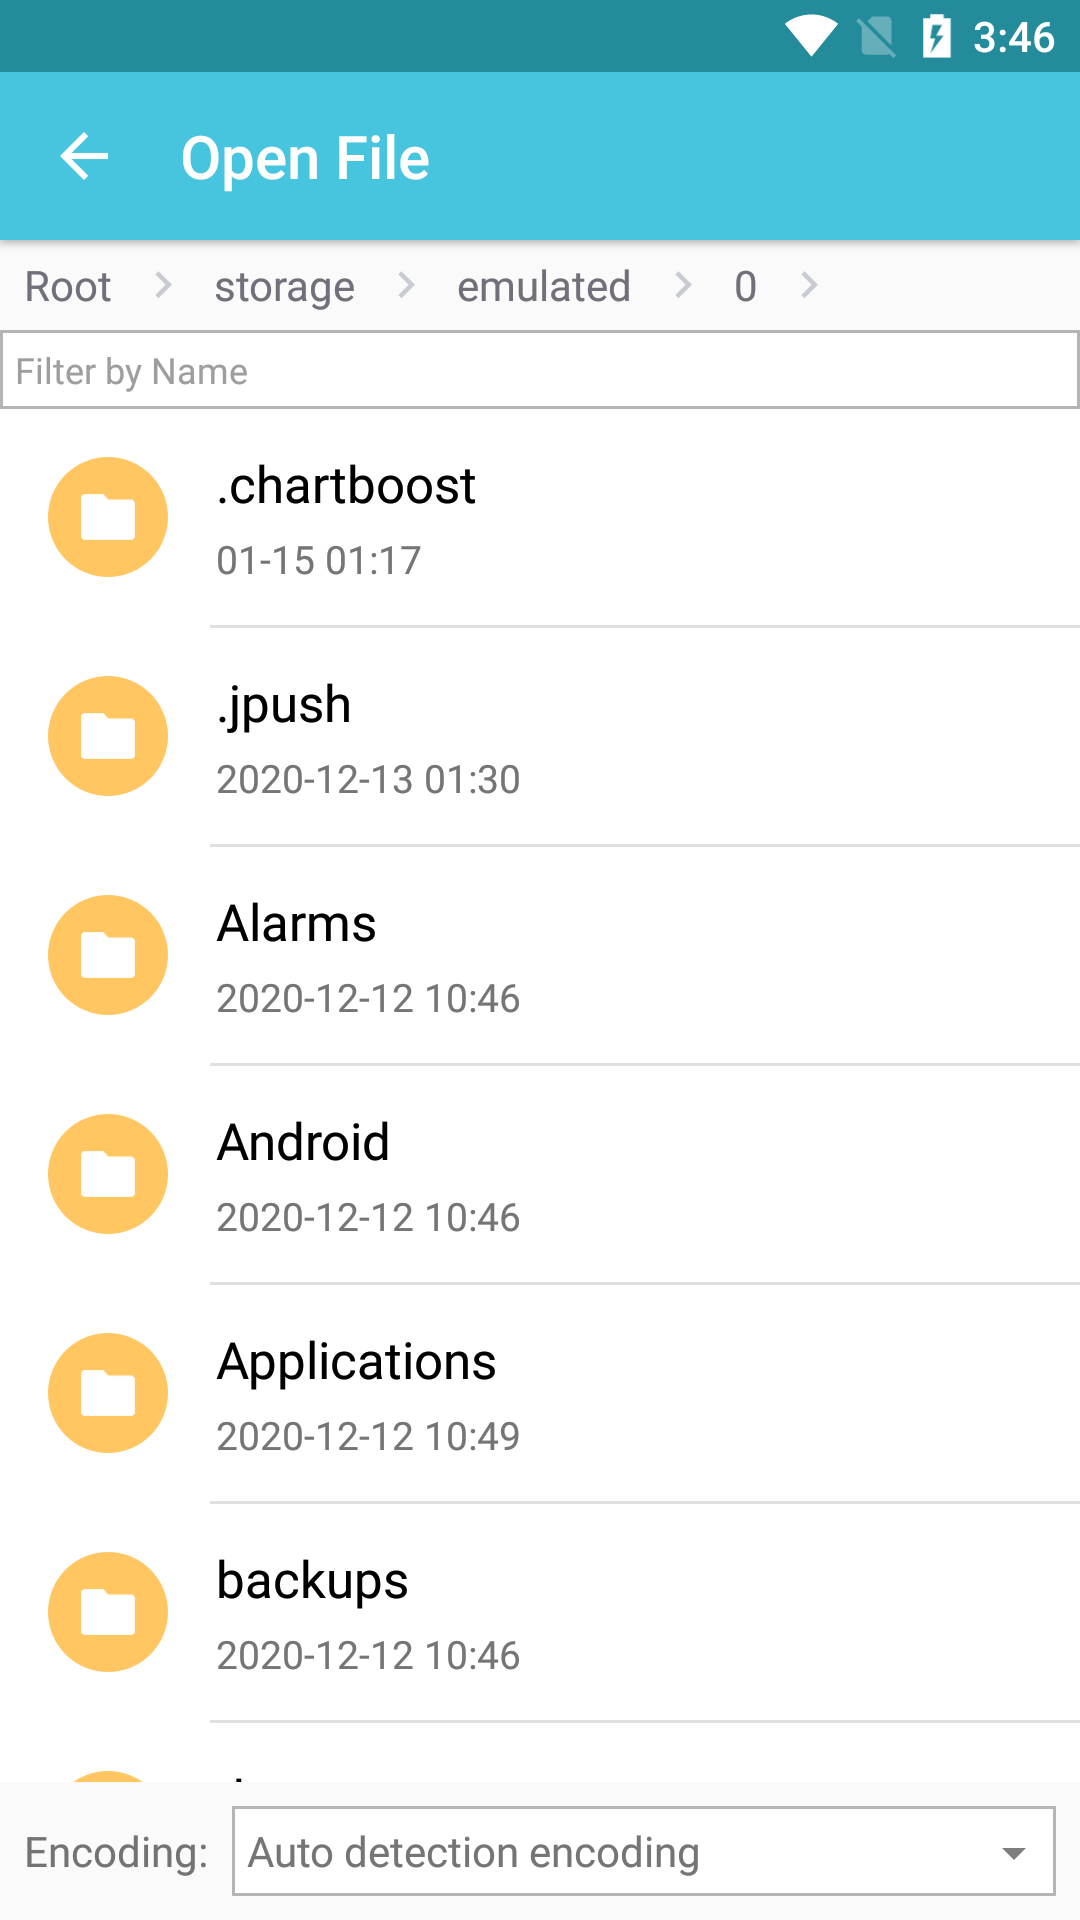 3:46
Open File
Root storage emulated 0
Filter by Name
.chartboost
01-15 01:17
.jpush
2020-12-13 01:30
Alarms
2020-12-12 10:46
Android
2020-12-12 10:46
Applications
2020-12-12 10:49
backups
2020-12-12 10:46
Encoding: Auto detection encoding